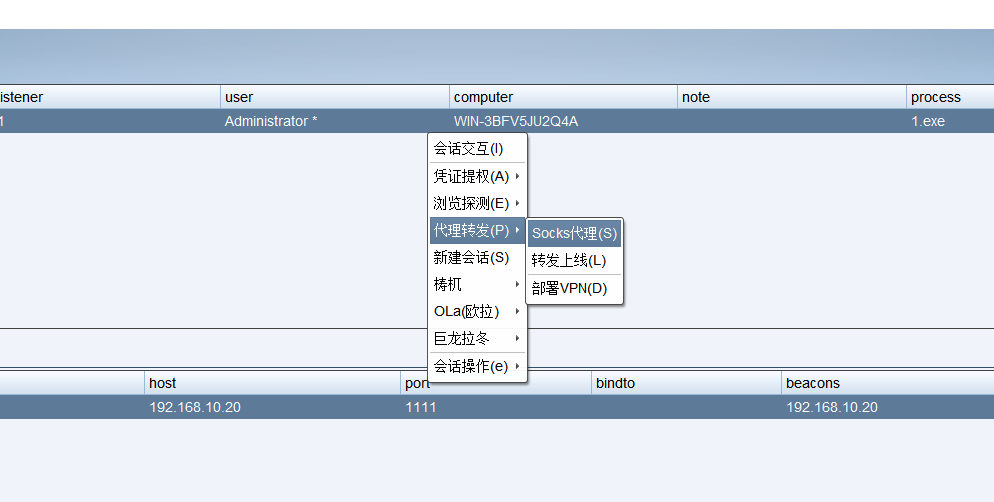 istener user computer note process
1 Administrator * WIN-3BFV5JU2Q4A 1.exe
会话交互(I)
凭证提权(A)
浏览探测(E)
代理转发(P)
Socks代理(S)
新建会话(S)
转发上线(L)
梼杌
部署VPN(D)
OLa(欧拉)
巨龙拉冬
会话操作(e)
host port bindto beacons
192.168.10.20 1111 192.168.10.20